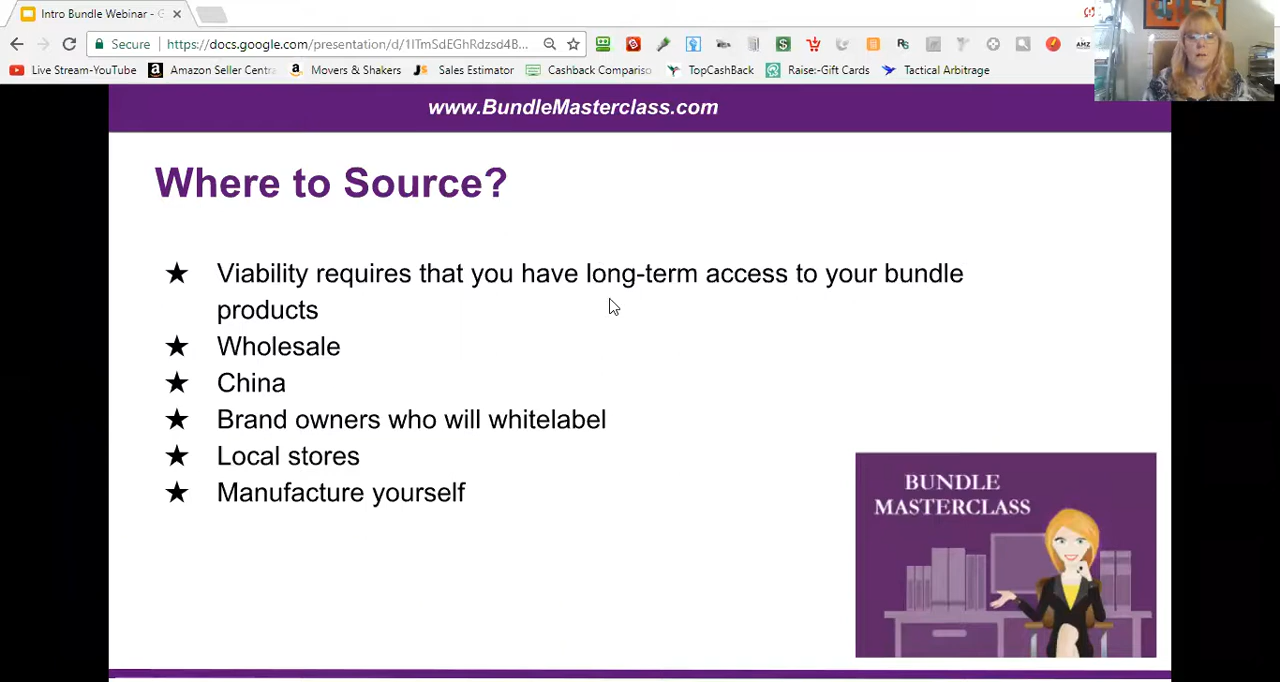 Intro Bundle Webinar - G
Secure
https://docs.google.com/presentation/d/1ITmSdEGhRdzsd4B...
Live Stream-YouTube
Amazon Seller Centr
Movers & Shakers
Sales Estimator
Cashback Compariso
TopCashBack
Raise:-Gift Cards
Tactical Arbitrage
AMZ
www.BundleMasterclass.com
Where to Source?
★ Viability requires that you have long-term access to your bundle
products
★ Wholesale
★ China
★ Brand owners who will whitelabel
★ Local stores
★ Manufacture yourself
BUNDLE
MASTERCLASS